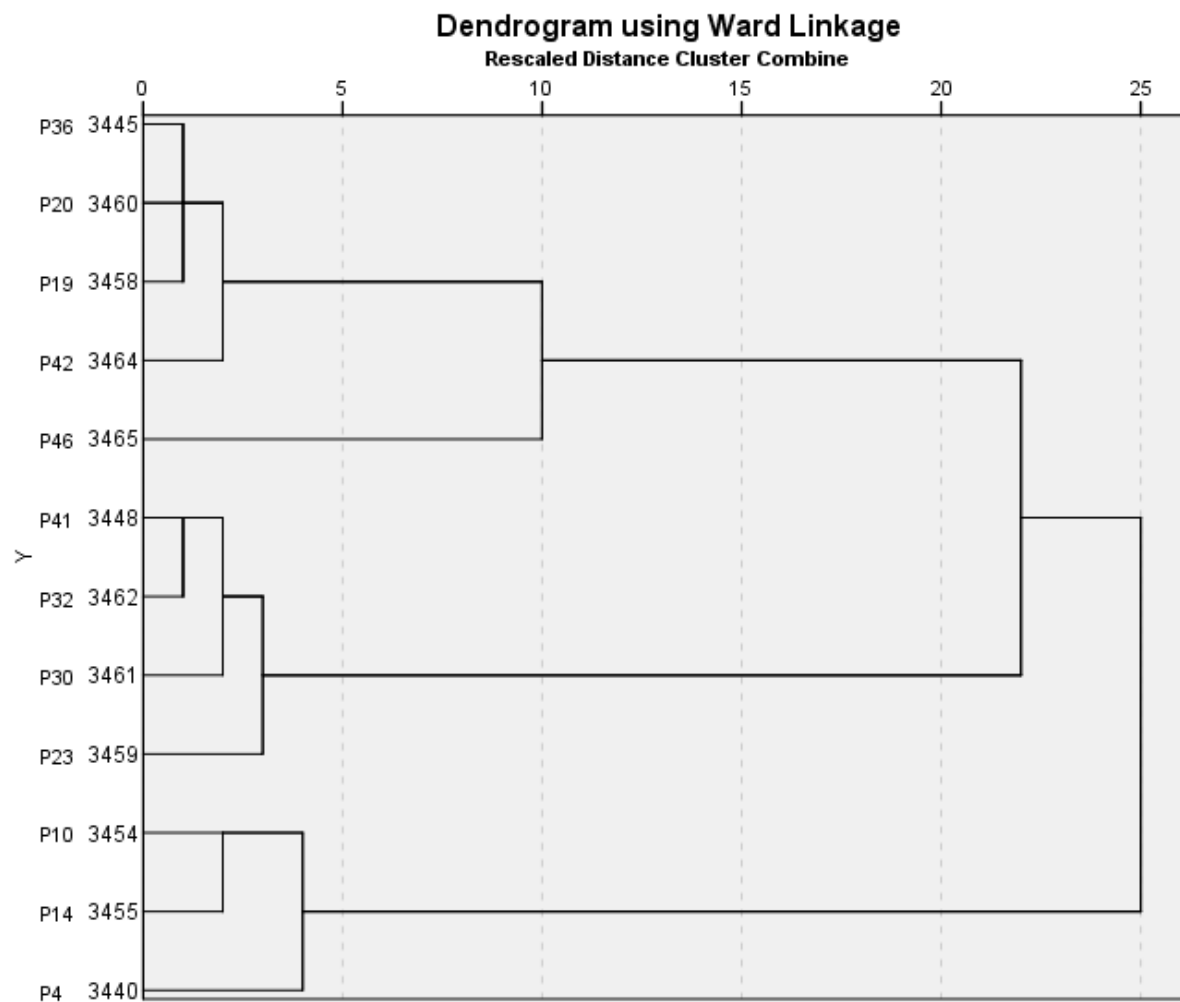 Dendrogram using Ward Linkage
Rescaled Distance Cluster Combine
0 5 10 15 20 25
P36 3445
P20 3460
P19 3458
P42 3464
P46 3465
P41 3448
Y
P32 3462
P30 3461
P23 3459
P10 3454
P14 3455
P4 3440